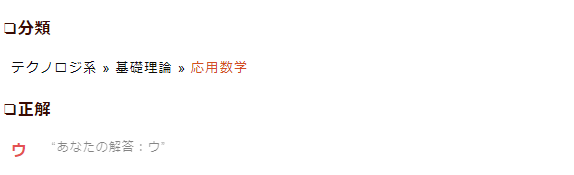 ❏分類
テクノロジ系 » 基礎理論 » 応用数学
❏正解
ウ “あなたの解答：ウ”